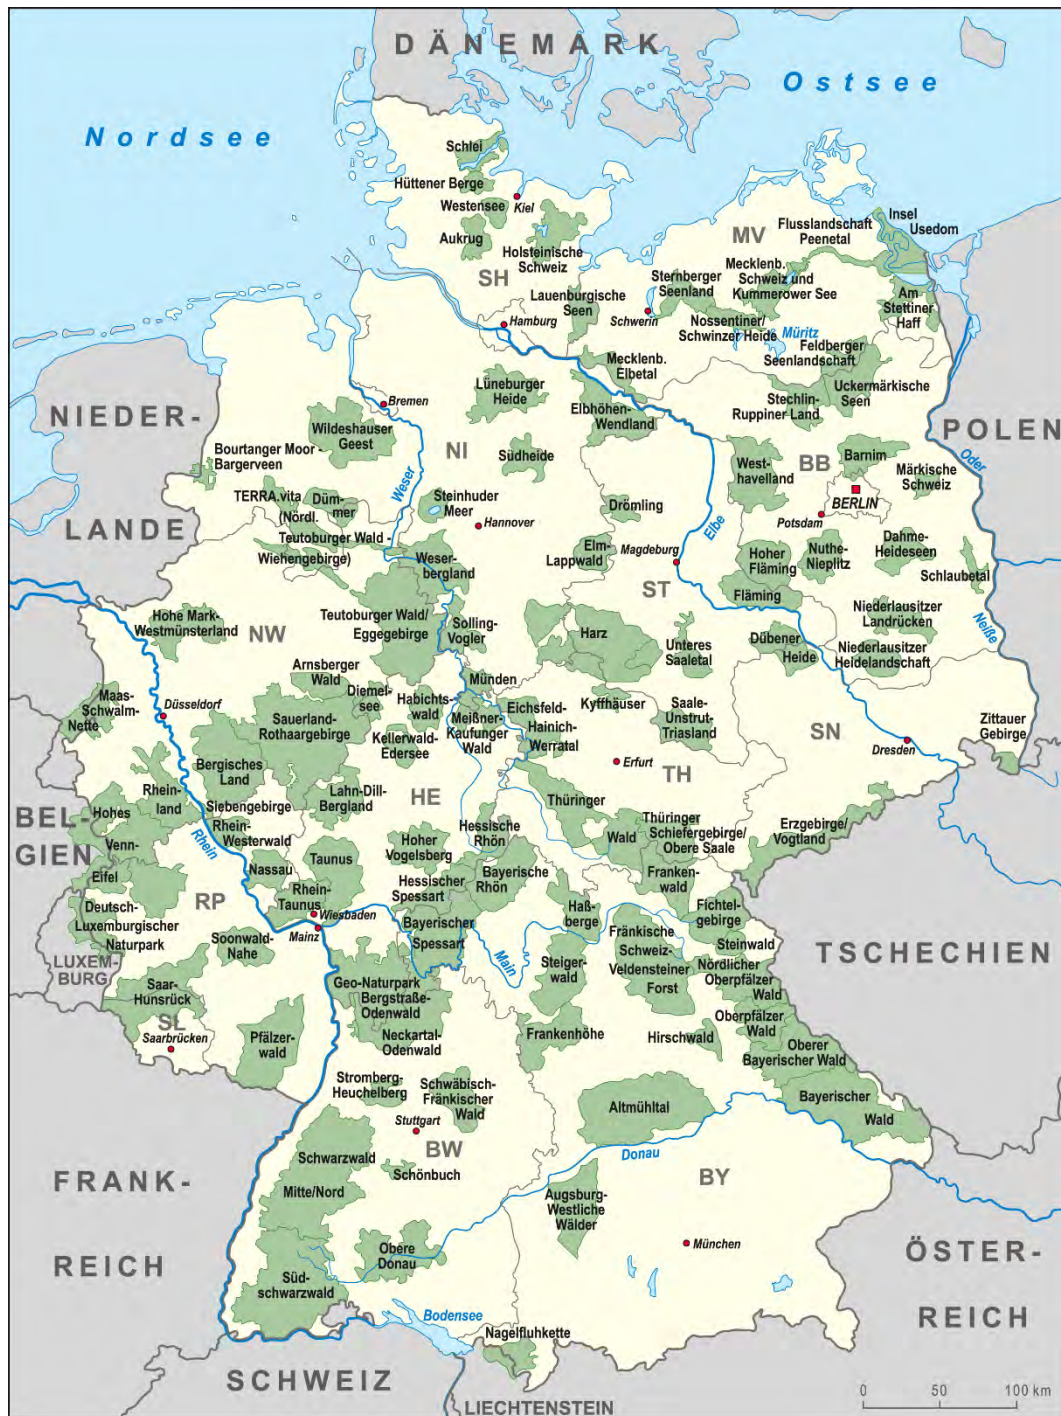 DÄNEMARK
Ostsee
Nordsee
Schlei
Hüttener Berge
Westensee
Kiel
Aukrug
Holsteinische
Schweiz
SH
MV
Insel
Usedom
Flusslandschaft
Peenetal
Mecklenb.
Schweiz und
Kummerower See
Sternberger
Seenland
Am
Stettiner
Haff
Lauenburgische
Seen
Schwerin
Nossentiner/
Schwinzer Heide
Müritz
Hamburg
Feldberger
Seenlandschaft
Mecklenb.
Elbetal
Uckermärkische
Seen
Stechlin-
Ruppiner-Land
Lüneburger
Heide
Elbhöhen-
Wendland
Bremen
NIEDER-
LANDE
POLEN
Wildeshauser
Geest
NI
Südheide
BB
Barnim
Bourtanger Moor -
Bargerveen
Weser
West-
havelland
Märkische
Schweiz
Oder
BERLIN
Potsdam
TERRA.vita
(Nördl.
Teutoburger Wald -
Wiehengebirge)
Düm-
mer
Steinhuder
Meer
Hannover
Drömling
Elbe
Elm-
Lappwald
Magdeburg
Weser-
bergland
Hoher
Fläming
Nuthe-
Nieplitz
Dahme-
Heideseen
Schlaubetal
ST
Fläming
Hohe Mark-
Westmünsterland
NW
Teutoburger Wald/
Eggegebirge
Solling-
Vogler
Harz
Unteres
Saaletal
Dübener
Heide
Niederlausitzer
Landrücken
Niederlausitzer
Heidelandschaft
Neiße
Arnsberger
Wald
Diemel-
see
Habichts-
wald
Münden
Maas-
Schwalm-
Nette
Düsseldorf
Sauerland-
Rothaargebirge
Kellerwald-
Edersee
Meißner-
Kaufunger
Wald
Eichsfeld-
Hainich-
Werratal
Kyffhäuser
Saale-
Unstrut-
Triasland
SN
Zittauer
Gebirge
Dresden
Erfurt
TH
Bergisches
Land
Rhein-
land
Siebengebirge
Lahn-Dill-
Bergland
HE
Thüringer
Wald
BEL-
GIEN
Hohes
Venn-
Eifel
Rhein
Rhein-
Westerwald
Hessische
Rhön
Thüringer
Schiefergebirge/
Obere Saale
Erzgebirge/
Vogtland
Hoher
Vogelsberg
Nassau
Taunus
Bayerische
Rhön
Franken-
wald
Hessischer
Spessart
RP
Rhein-
Taunus
Wiesbaden
Mainz
Deutsch-
Luxemburgischer
Naturpark
LUXEM-
BURG
Bayerischer
Spessart
Haß-
berge
Fichtel-
gebirge
Steinwald
Fränkische
Schweiz-
Veldensteiner
Forst
TSCHECHIEN
Soonwald-
Nahe
Main
Steiger-
wald
Nördlicher
Oberpfälzer
Wald
Saar-
Hunsrück
SL
Saarbrücken
Geo-Naturpark
Bergstraße-
Odenwald
Neckartal-
Odenwald
Frankenhöhe
Hirschwald
Oberpfälzer
Wald
Oberer
Bayerischer Wald
Pfälzer-
wald
Stromberg-
Heuchelberg
Schwäbisch-
Fränkischer
Wald
Altmühltal
Bayerischer
Wald
Stuttgart
BW
Donau
FRANK-
REICH
Schwarzwald
Mitte/Nord
Schönbuch
BY
Augsburg-
Westliche
Wälder
München
Obere
Donau
Süd-
schwarzwald
ÖSTER-
REICH
Bodensee
Nagelfluhkette
SCHWEIZ
LIECHTENSTEIN
0 50 100 km